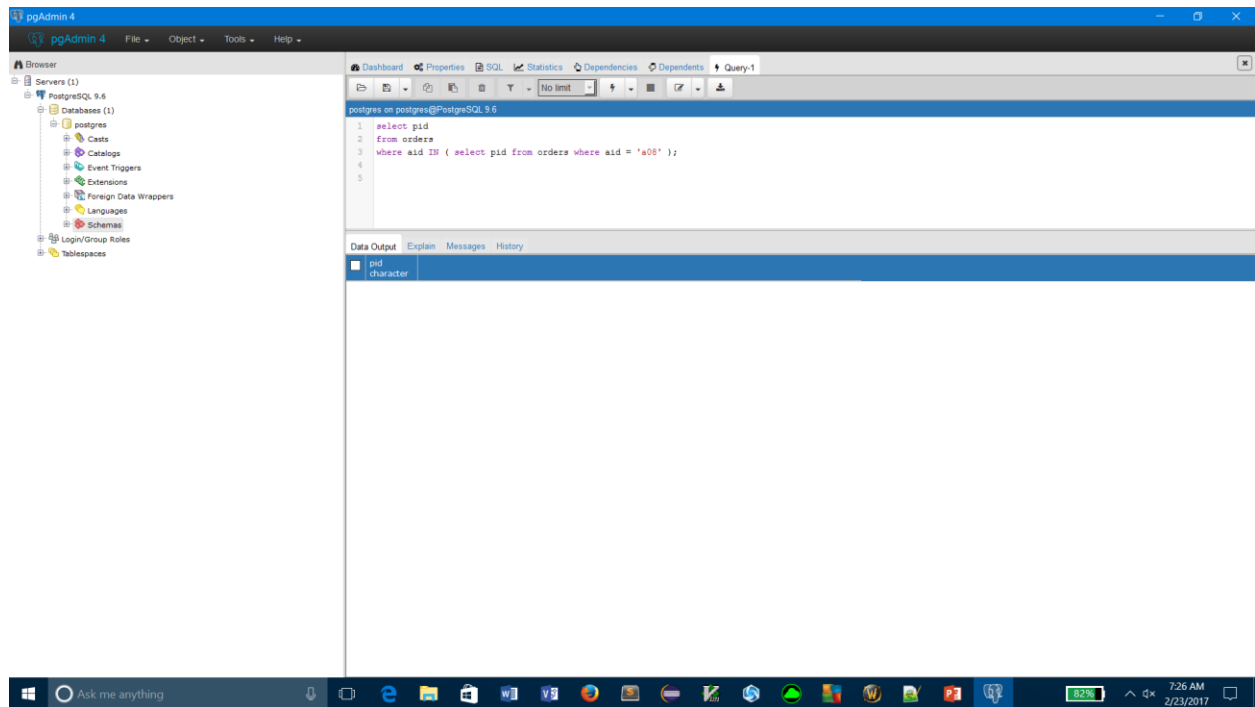 pgAdmin 4
pgAdmin 4 File Object Tools Help
Browser
Servers (1)
PostgreSQL 9.6
Databases (1)
postgres
Casts
Catalogs
Event Triggers
Extensions
Foreign Data Wrappers
Languages
Schemas
Login/Group Roles
Tablespaces
Dashboard Properties SQL Statistics Dependencies Dependents Query-1
No limit
postgres on postgres@PostgreSQL 9.6
1 select pid
2 from orders
3 where aid IN ( select pid from orders where aid = 'a08' );
4
5
Data Output Explain Messages History
pid
character
Ask me anything
82%
7:26 AM
2/23/2017